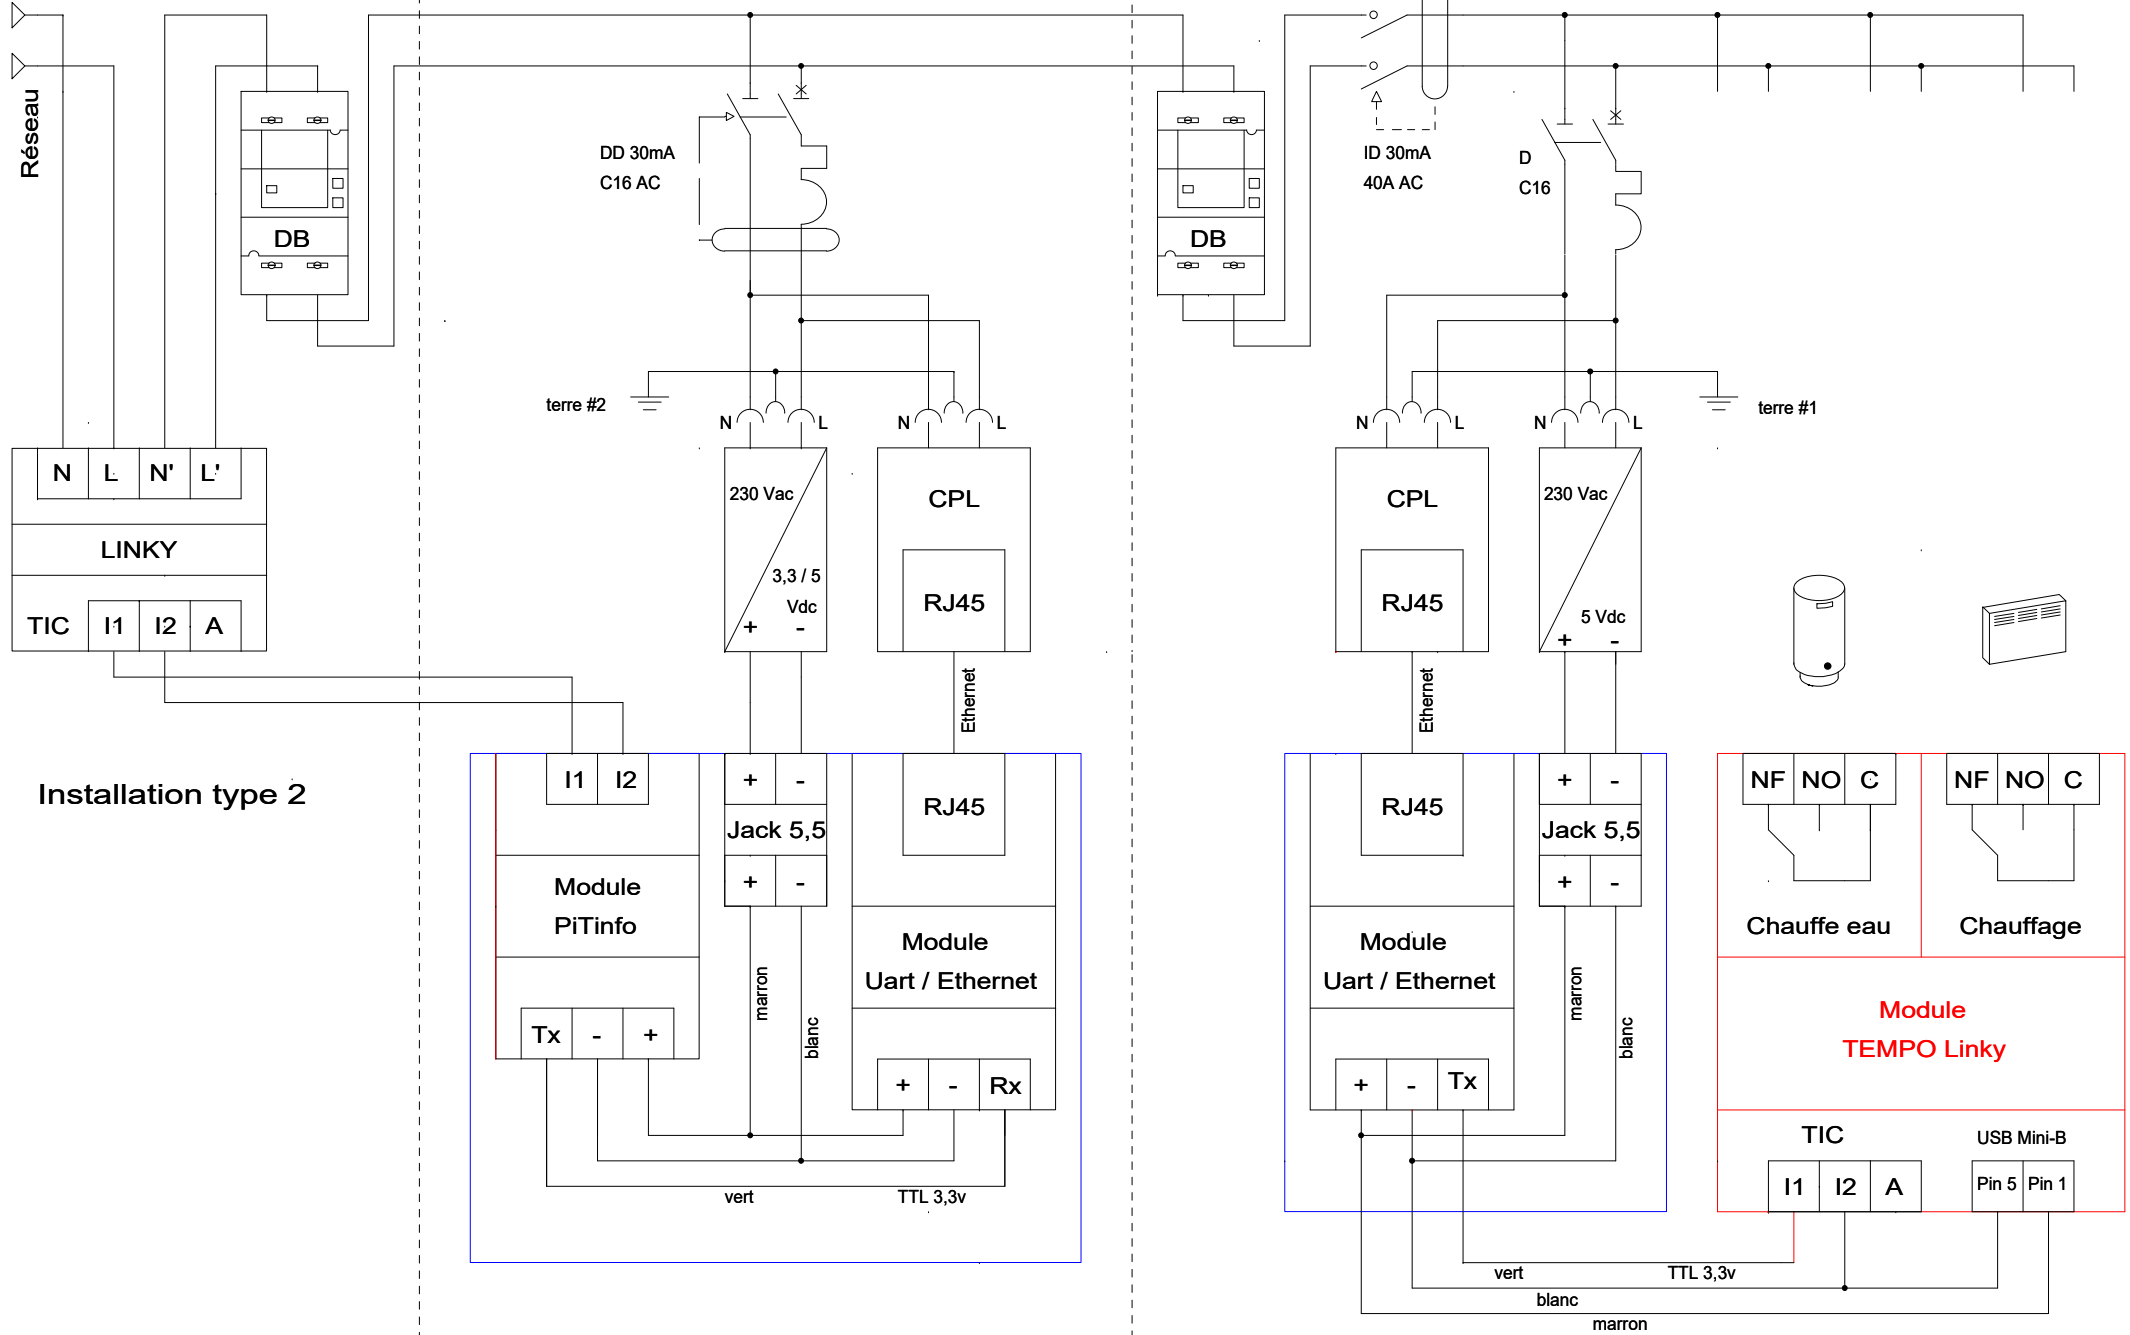 Réseau
DB
DD 30mA
C16 AC
DB
ID 30mA
40A AC
D
C16
terre #2
N
L
N
L
N
L
N
L
terre #1
N
L
N'
L'
LINKY
TIC
I1
I2
A
230 Vac
3,3 / 5
Vdc
+
-
CPL
RJ45
Ethernet
CPL
RJ45
Ethernet
230 Vac
5 Vdc
+
-
Installation type 2
I1
I2
Module
PiTinfo
Tx
-
+
+
-
Jack 5,5
+
-
marron
blanc
RJ45
Module
Uart / Ethernet
+
-
Rx
vert
TTL 3,3v
RJ45
Module
Uart / Ethernet
+
-
Tx
+
-
Jack 5,5
+
-
marron
blanc
NF
NO
C
Chauffe eau
NF
NO
C
Chauffage
Module
TEMPO Linky
TIC
I1
I2
A
USB Mini-B
Pin 5
Pin 1
vert
TTL 3,3v
blanc
marron